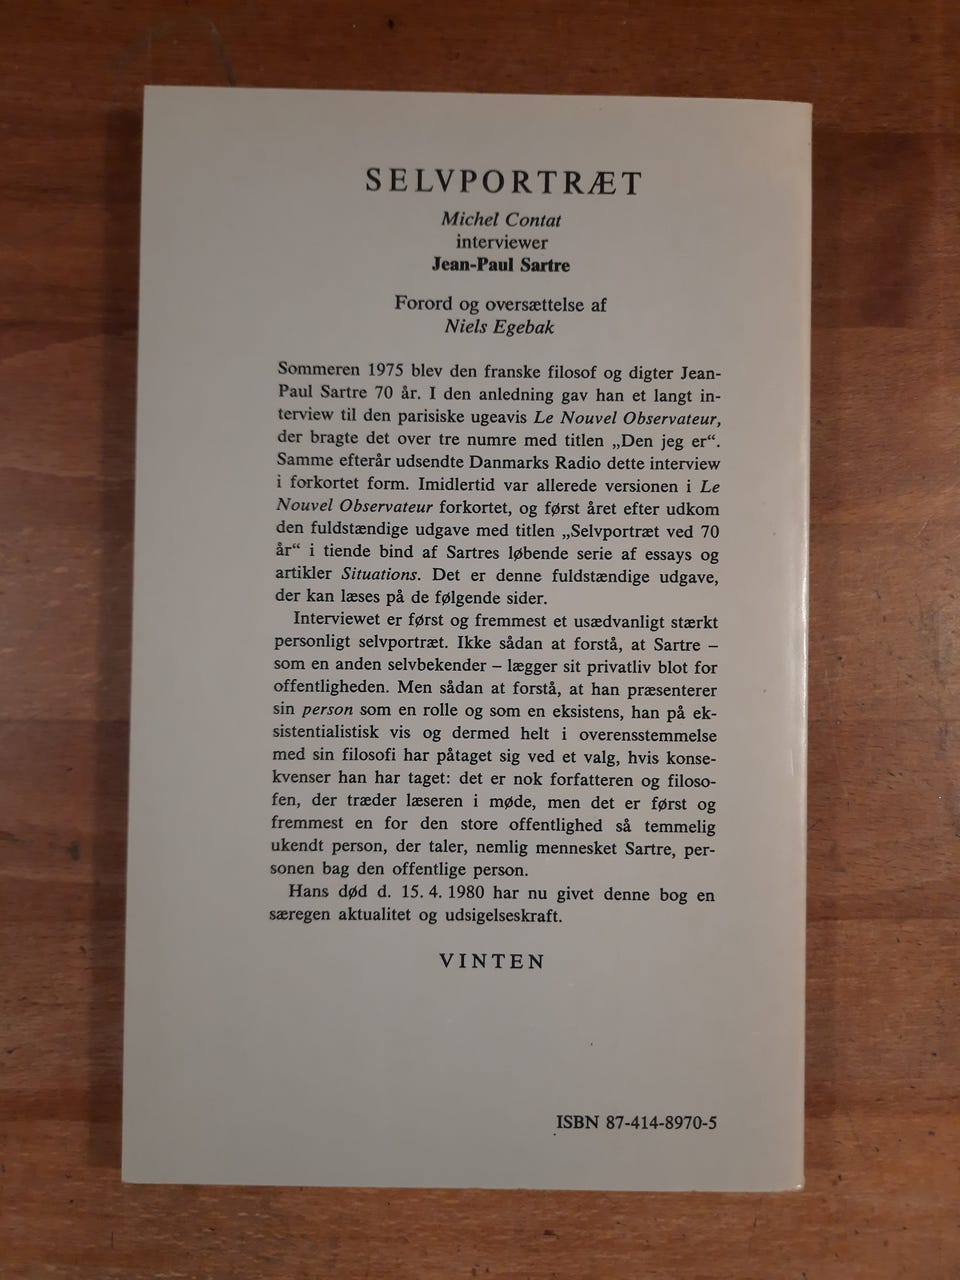 SELVPORTRÆT
Michel Contat
interviewer
Jean-Paul Sartre
Forord og oversættelse af
Niels Egebak
Sommeren 1975 blev den franske filosof og digter Jean-
Paul Sartre 70 år. I den anledning gav han et langt in-
terview til den parisiske ugeavis Le Nouvel Observateur,
der bragte det over tre numre med titlen „Den jeg er“.
Samme efterår udsendte Danmarks Radio dette interview
i forkortet form. Imidlertid var allerede versionen i Le
Nouvel Observateur forkortet, og først året efter udkom
den fuldstændige udgave med titlen „Selvportræt ved 70
år“ i tiende bind af Sartres løbende serie af essays og
artikler Situations. Det er denne fuldstændige udgave,
der kan læses på de følgende sider.
Interviewet er først og fremmest et usædvanligt stærkt
personligt selvportræt. Ikke sådan at forstå, at Sartre –
som en anden selvbekender – lægger sit privatliv blot for
offentligheden. Men sådan at forstå, at han præsenterer
sin person som en rolle og som en eksistens, han på ek-
sistentialistisk vis og dermed helt i overensstemmelse
med sin filosofi har påtaget sig ved et valg, hvis konse-
kvenser han har taget: det er nok forfatteren og filoso-
fen, der træder læseren i møde, men det er først og
fremmest en for den store offentlighed så temmelig
ukendt person, der taler, nemlig mennesket Sartre, per-
sonen bag den offentlige person.
Hans død d. 15. 4. 1980 har nu givet denne bog en
særegen aktualitet og udsigelseskraft.
VINTEN
ISBN 87-414-8970-5